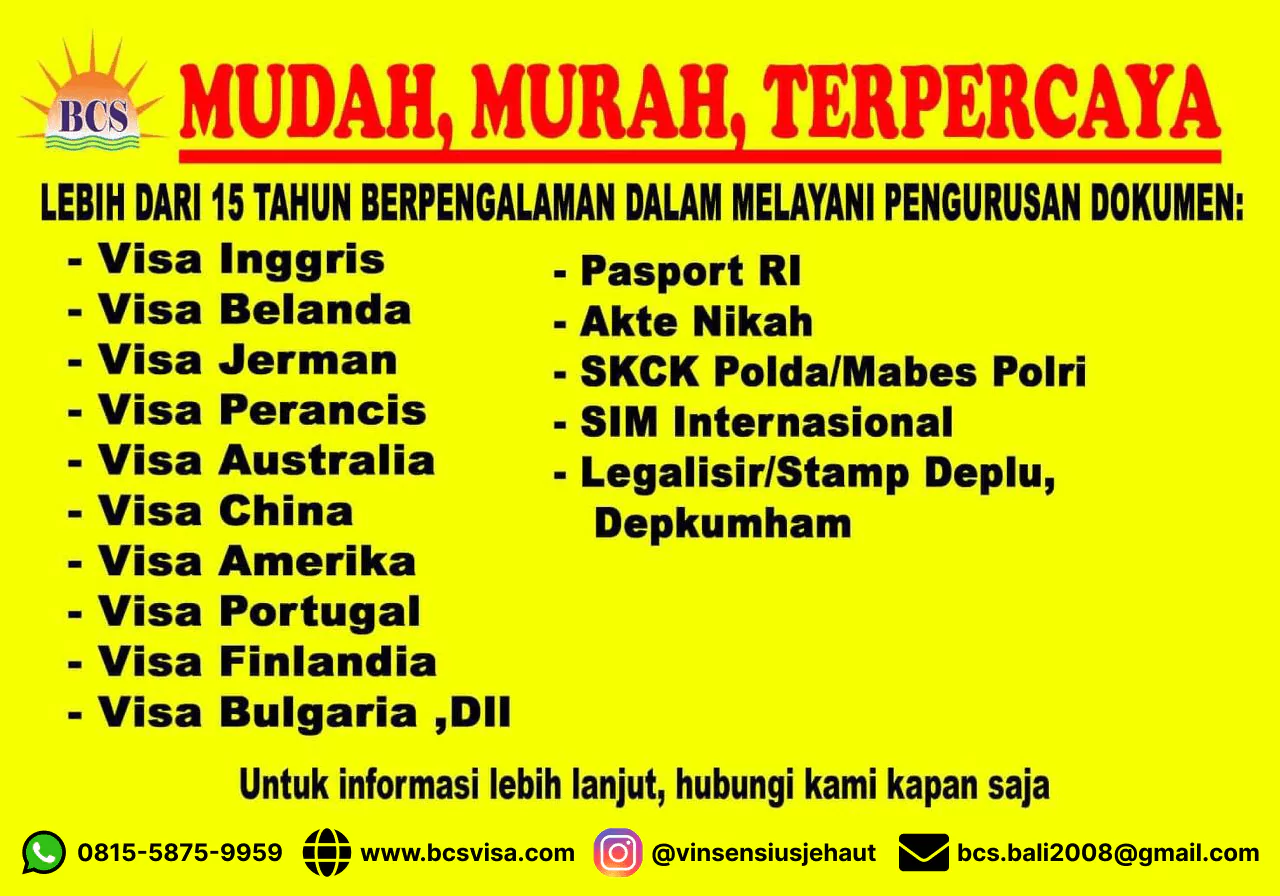 BCS
MUDAH, MURAH, TERPERCAYA
LEBIH DARI 15 TAHUN BERPENGALAMAN DALAM MELAYANI PENGURUSAN DOKUMEN:
- Visa Inggris
- Visa Belanda
- Visa Jerman
- Visa Perancis
- Visa Australia
- Visa China
- Visa Amerika
- Visa Portugal
- Visa Finlandia
- Visa Bulgaria ,Dll
- Pasport RI
- Akte Nikah
- SKCK Polda/Mabes Polri
- SIM Internasional
- Legalisir/Stamp Deplu,
Depkumham
Untuk informasi lebih lanjut, hubungi kami kapan saja
0815-5875-9959 www.bcsvisa.com @vinsensiusjehaut bcs.bali2008@gmail.com